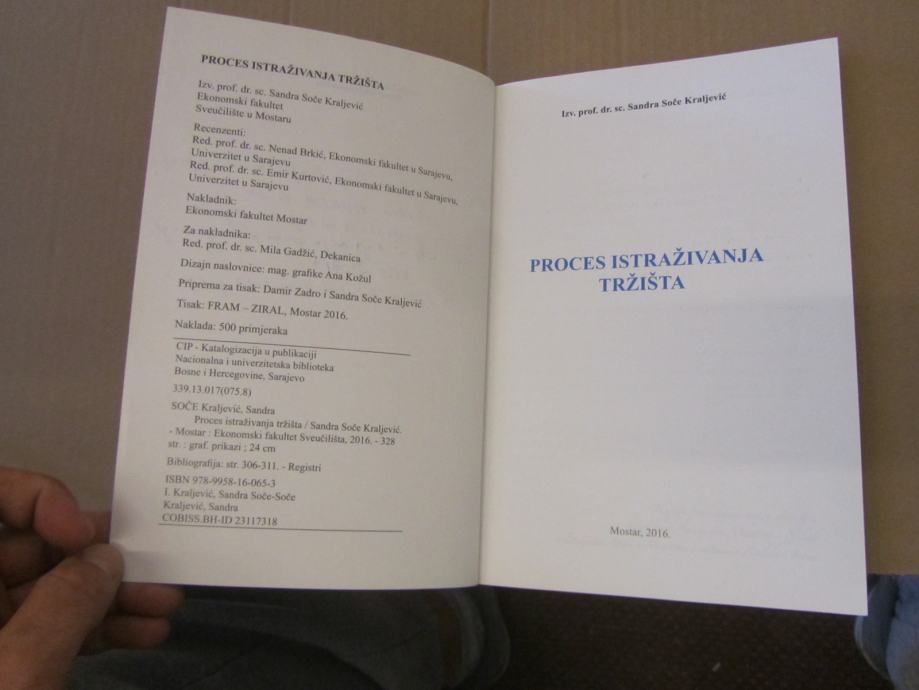 PROCES ISTRAŽIVANJA TRŽIŠTA
Izv. prof. dr. sc. Sandra Soče Kraljević
Ekonomski fakultet
Sveučilište u Mostaru
Recenzenti:
Red. prof. dr. sc. Nenad Brkić, Ekonomski fakultet u Sarajevu,
Univerzitet u Sarajevu
Red. prof. dr. sc. Emir Kurtović, Ekonomski fakultet u Sarajevu,
Univerzitet u Sarajevu
Nakladnik:
Ekonomski fakultet Mostar
Za nakladnika:
Red. prof. dr. sc. Mila Gadžić, Dekanica
Dizajn naslovnice: mag. grafike Ana Kožul
Priprema za tisak: Damir Zadro i Sandra Soče Kraljević
Tisak: FRAM – ZIRAL, Mostar 2016.
Naklada: 500 primjeraka
CIP - Katalogizacija u publikaciji
Nacionalna i univerzitetska biblioteka
Bosne i Hercegovine, Sarajevo
339.13.017(075.8)
SOČE Kraljević, Sandra
Proces istraživanja tržišta / Sandra Soče Kraljević.
- Mostar : Ekonomski fakultet Sveučilišta, 2016. - 328
str. : graf. prikazi ; 24 cm
Bibliografija: str. 306-311. - Registri
ISBN 978-9958-16-065-3
I. Kraljević, Sandra Soče-Soče
Kraljević, Sandra
COBISS.BH-ID 23117318
Izv. prof. dr. sc. Sandra Soče Kraljević
PROCES ISTRAŽIVANJA
TRŽIŠTA
Mostar, 2016.